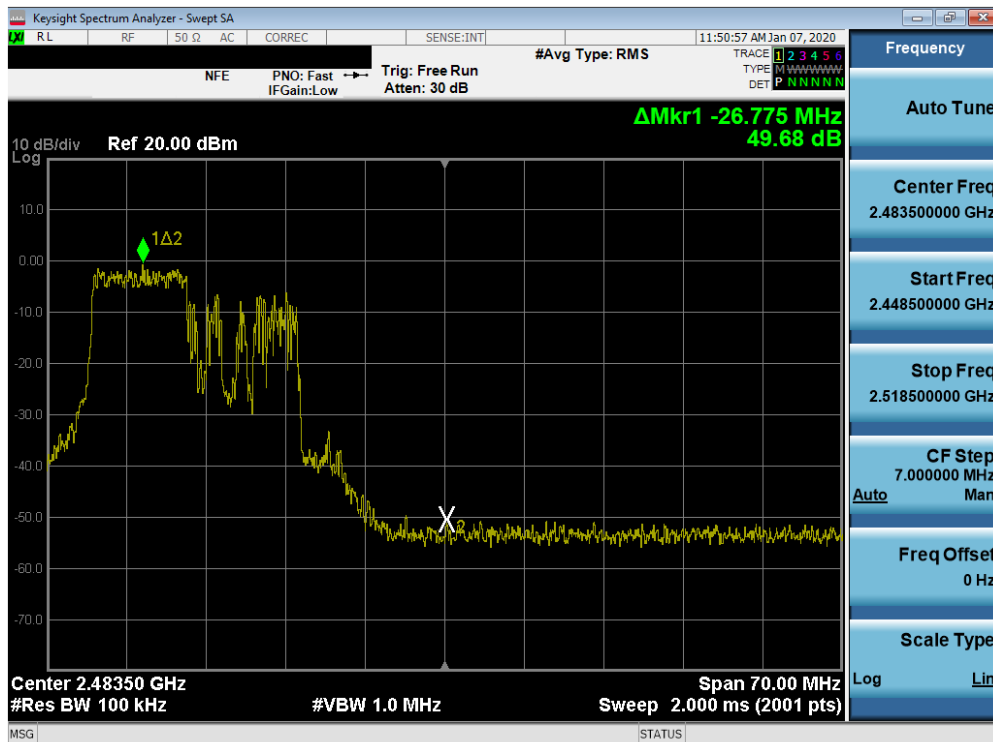 Keysight Spectrum Analyzer - Swept SA
LXI RL RF 50 Ω AC CORREC SENSE:INT 11:50:57 AM Jan 07, 2020
NFE PNO: Fast Trig: Free Run #Avg Type: RMS TRACE 1 2 3 4 5 6
IFGain:Low Atten: 30 dB TYPE M W W W W W
DET P N N N N N
ΔMkr1 -26.775 MHz
49.68 dB
10 dB/div Ref 20.00 dBm
Log
10.0
0.00
-10.0
-20.0
-30.0
-40.0
-50.0
-60.0
-70.0
1Δ2
X2
Center 2.48350 GHz Span 70.00 MHz
#Res BW 100 kHz #VBW 1.0 MHz Sweep 2.000 ms (2001 pts)
MSG STATUS
Frequency
Auto Tune
Center Freq
2.483500000 GHz
Start Freq
2.448500000 GHz
Stop Freq
2.518500000 GHz
CF Step
7.000000 MHz
Auto Man
Freq Offset
0 Hz
Scale Type
Log Lin